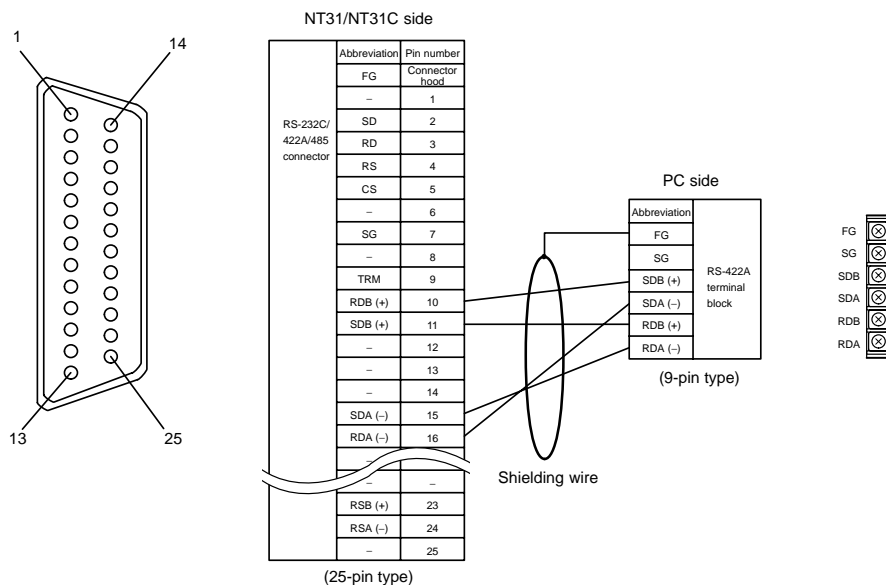 NT31/NT31C side
1
14
13
25
RS-232C/
422A/485
connector
Abbreviation Pin number
FG Connector hood
– 1
SD 2
RD 3
RS 4
CS 5
– 6
SG 7
– 8
TRM 9
RDB (+) 10
SDB (+) 11
– 12
– 13
– 14
SDA (–) 15
RDA (–) 16
–
– –
RSB (+) 23
RSA (–) 24
– 25
(25-pin type)
Shielding wire
PC side
Abbreviation
FG
SG
SDB (+)
SDA (–)
RDB (+)
RDA (–)
RS-422A
terminal
block
(9-pin type)
FG
SG
SDB
SDA
RDB
RDA